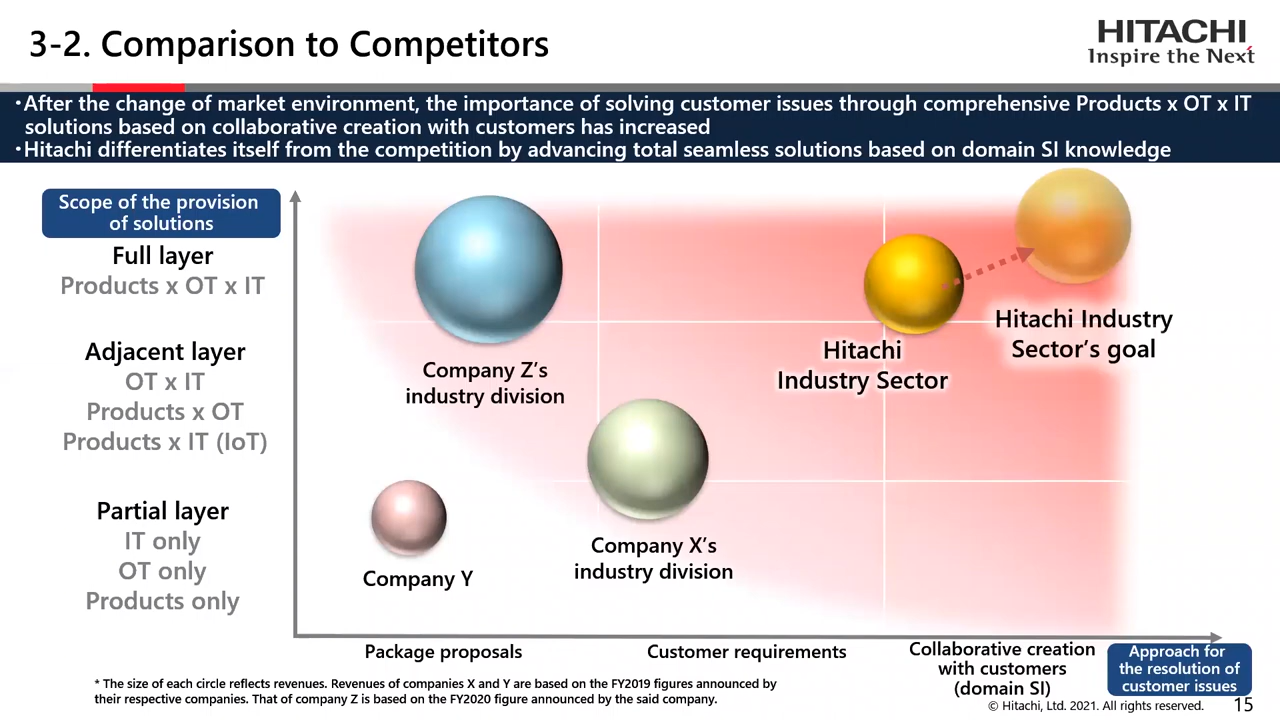 3-2. Comparison to Competitors
HITACHI
Inspire the Next
・After the change of market environment, the importance of solving customer issues through comprehensive Products x OT x IT
solutions based on collaborative creation with customers has increased
・Hitachi differentiates itself from the competition by advancing total seamless solutions based on domain SI knowledge
Scope of the provision
of solutions
Full layer
Products x OT x IT
Adjacent layer
OT x IT
Products x OT
Products x IT (IoT)
Partial layer
IT only
OT only
Products only
Company Z's
industry division
Company Y
Company X's
industry division
Hitachi
Industry Sector
Hitachi Industry
Sector's goal
Package proposals
Customer requirements
Collaborative creation
with customers
(domain SI)
Approach for
the resolution of
customer issues
* The size of each circle reflects revenues. Revenues of companies X and Y are based on the FY2019 figures announced by
their respective companies. That of company Z is based on the FY2020 figure announced by the said company.
© Hitachi, Ltd. 2021. All rights reserved.
15